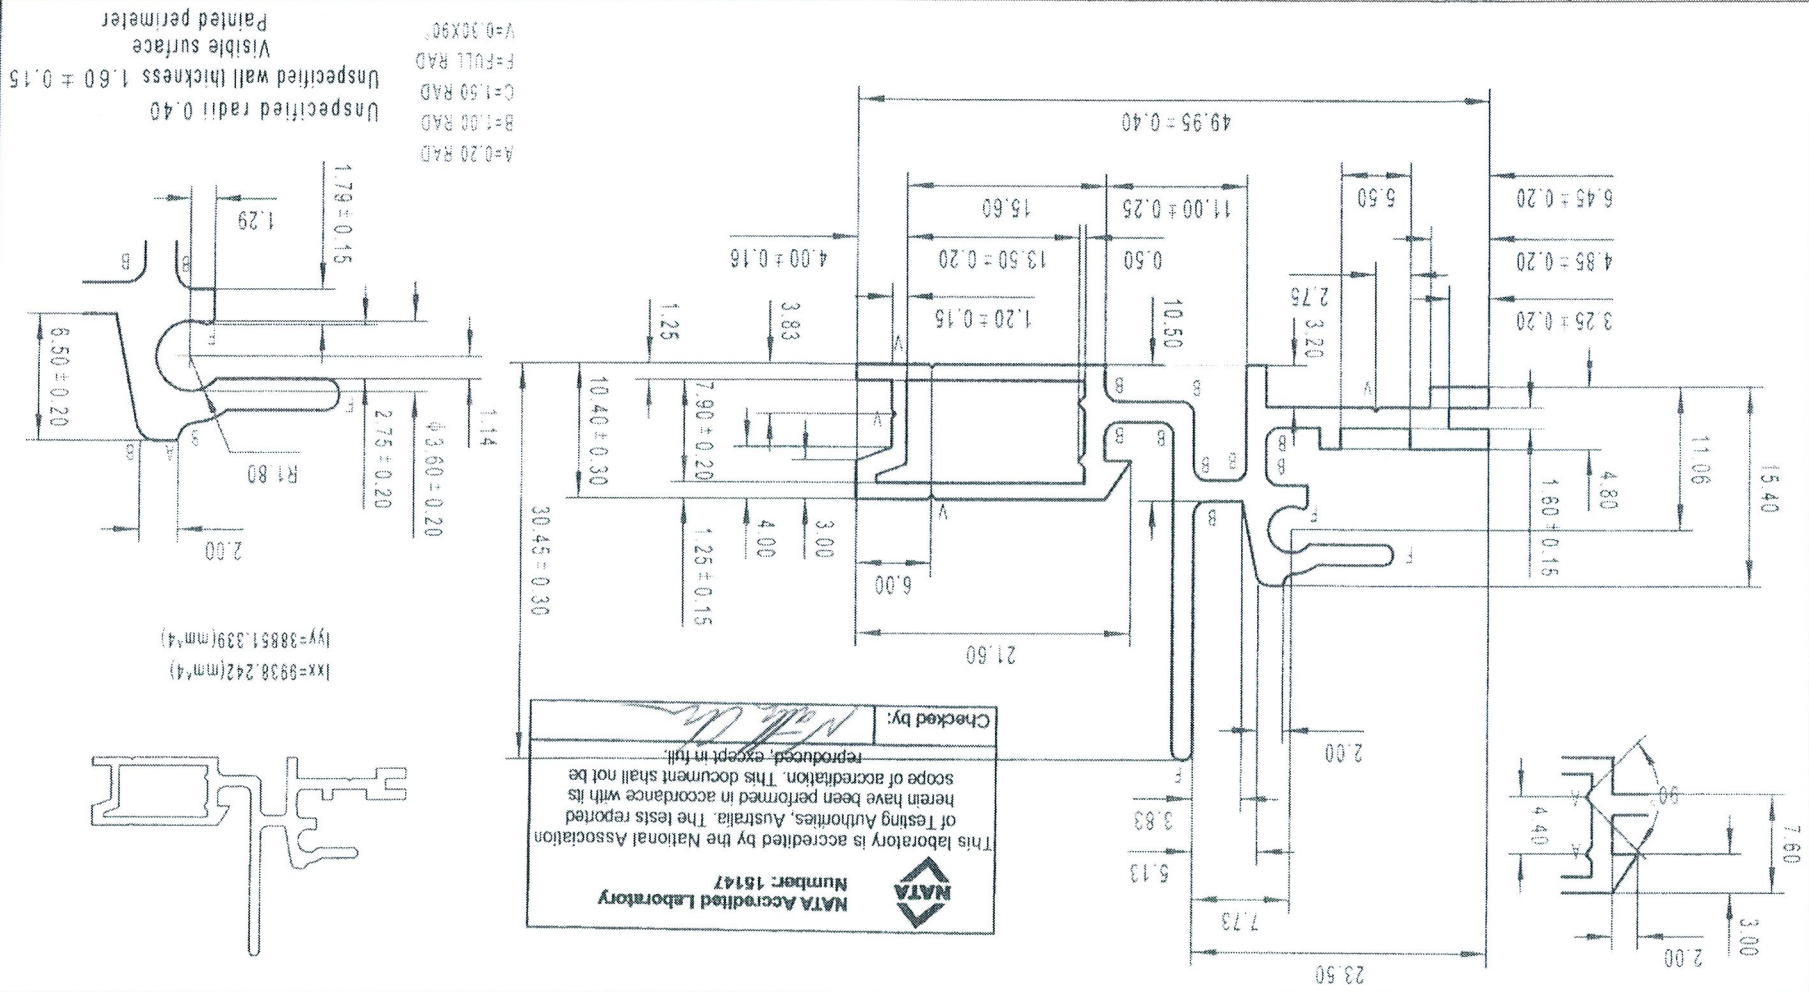 23.50
2.00
3.00
7.60
4.40
90°
A
A
7.73
5.13
3.83
2.00
F
NATA
NATA Accredited Laboratory
Number: 15147
This laboratory is accredited by the National Association
of Testing Authorities, Australia. The tests reported
herein have been performed in accordance with its
scope of accreditation. This document shall not be
reproduced, except in full.
Checked by:
Ixx=9938.242(mm^4)
Iyy=38851.339(mm^4)
21.60
6.00
15.40
11.06
1.60 ± 0.15
4.80
3.20
10.50
F
F
B
B
B
B
B
B
B
B
B
B
V
V
V
V
3.00
4.00
1.25 ± 0.15
7.90 ± 0.20
10.40 ± 0.30
30.45 ± 0.30
3.83
1.25
3.25 ± 0.20
4.85 ± 0.20
6.45 ± 0.20
2.75
5.50
0.50
11.00 ± 0.25
1.20 ± 0.15
13.50 ± 0.20
15.60
4.00 ± 0.16
49.95 ± 0.40
2.00
R1.80
B
A
F
F
B
B
6.50 ± 0.20
1.14
ϕ3.60 ± 0.20
2.75 ± 0.20
1.79 ± 0.15
1.29
A=0.20 RAD
B=1.00 RAD
C=1.50 RAD
F=FULL RAD
V=0.30X90°
Unspecified radii 0.40
Unspecified wall thickness 1.60 ± 0.15
Visible surface
Painted perimeter